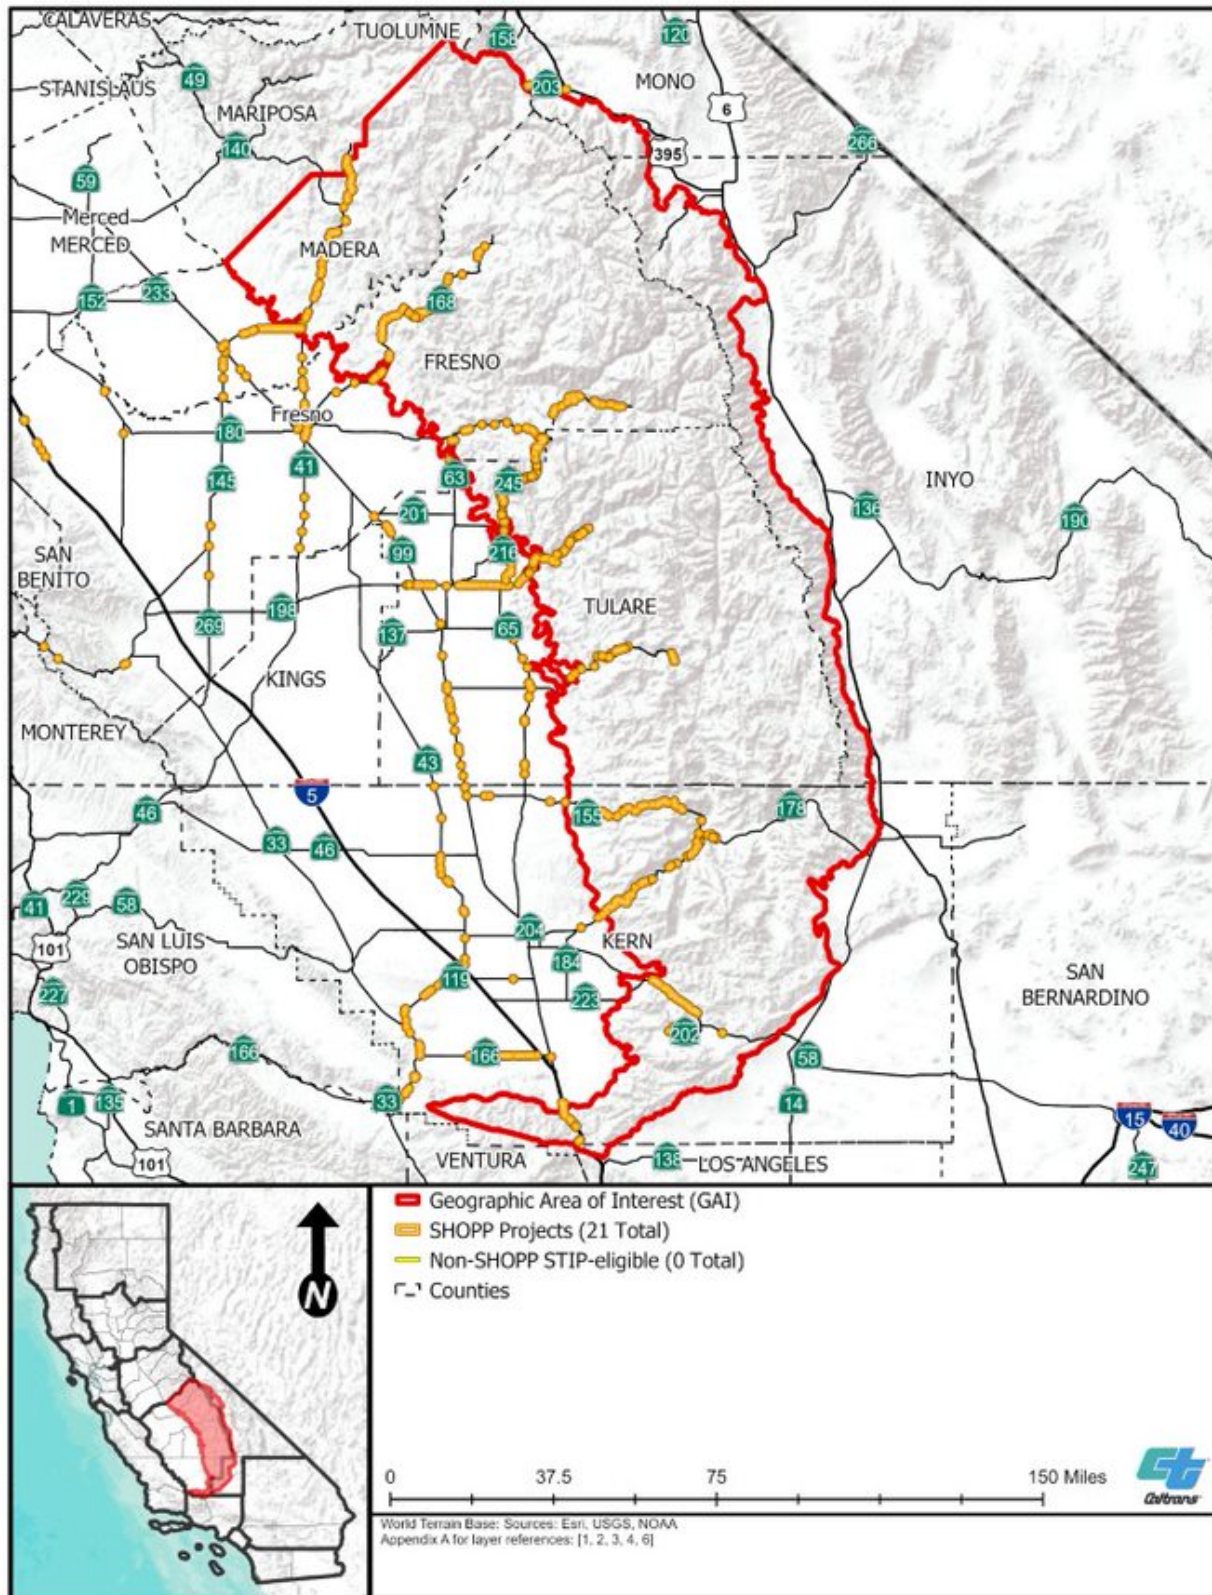 CALAVERAS
TUOLUMNE
158
120
STANISLAUS
49
203
MONO
6
MARIPOSA
140
395
266
59
Merced
MERCED
MADERA
152
233
168
FRESNO
Fresno
180
41
63
245
INYO
145
201
136
190
SAN
BENITO
99
216
198
TULARE
269
137
65
KINGS
MONTEREY
43
5
46
155
178
33
46
41
229
58
101
SAN LUIS
OBISPO
204
KERN
184
119
227
223
SAN
BERNARDINO
202
166
166
58
1
135
33
14
SANTA BARBARA
15
40
101
VENTURA
138
LOS ANGELES
247
N
Geographic Area of Interest (GAI)
SHOPP Projects (21 Total)
Non-SHOPP STIP-eligible (0 Total)
Counties
0 37.5 75 150 Miles
Caltrans
World Terrain Base: Sources: Esri, USGS, NOAA
Appendix A for layer references: [1, 2, 3, 4, 6]